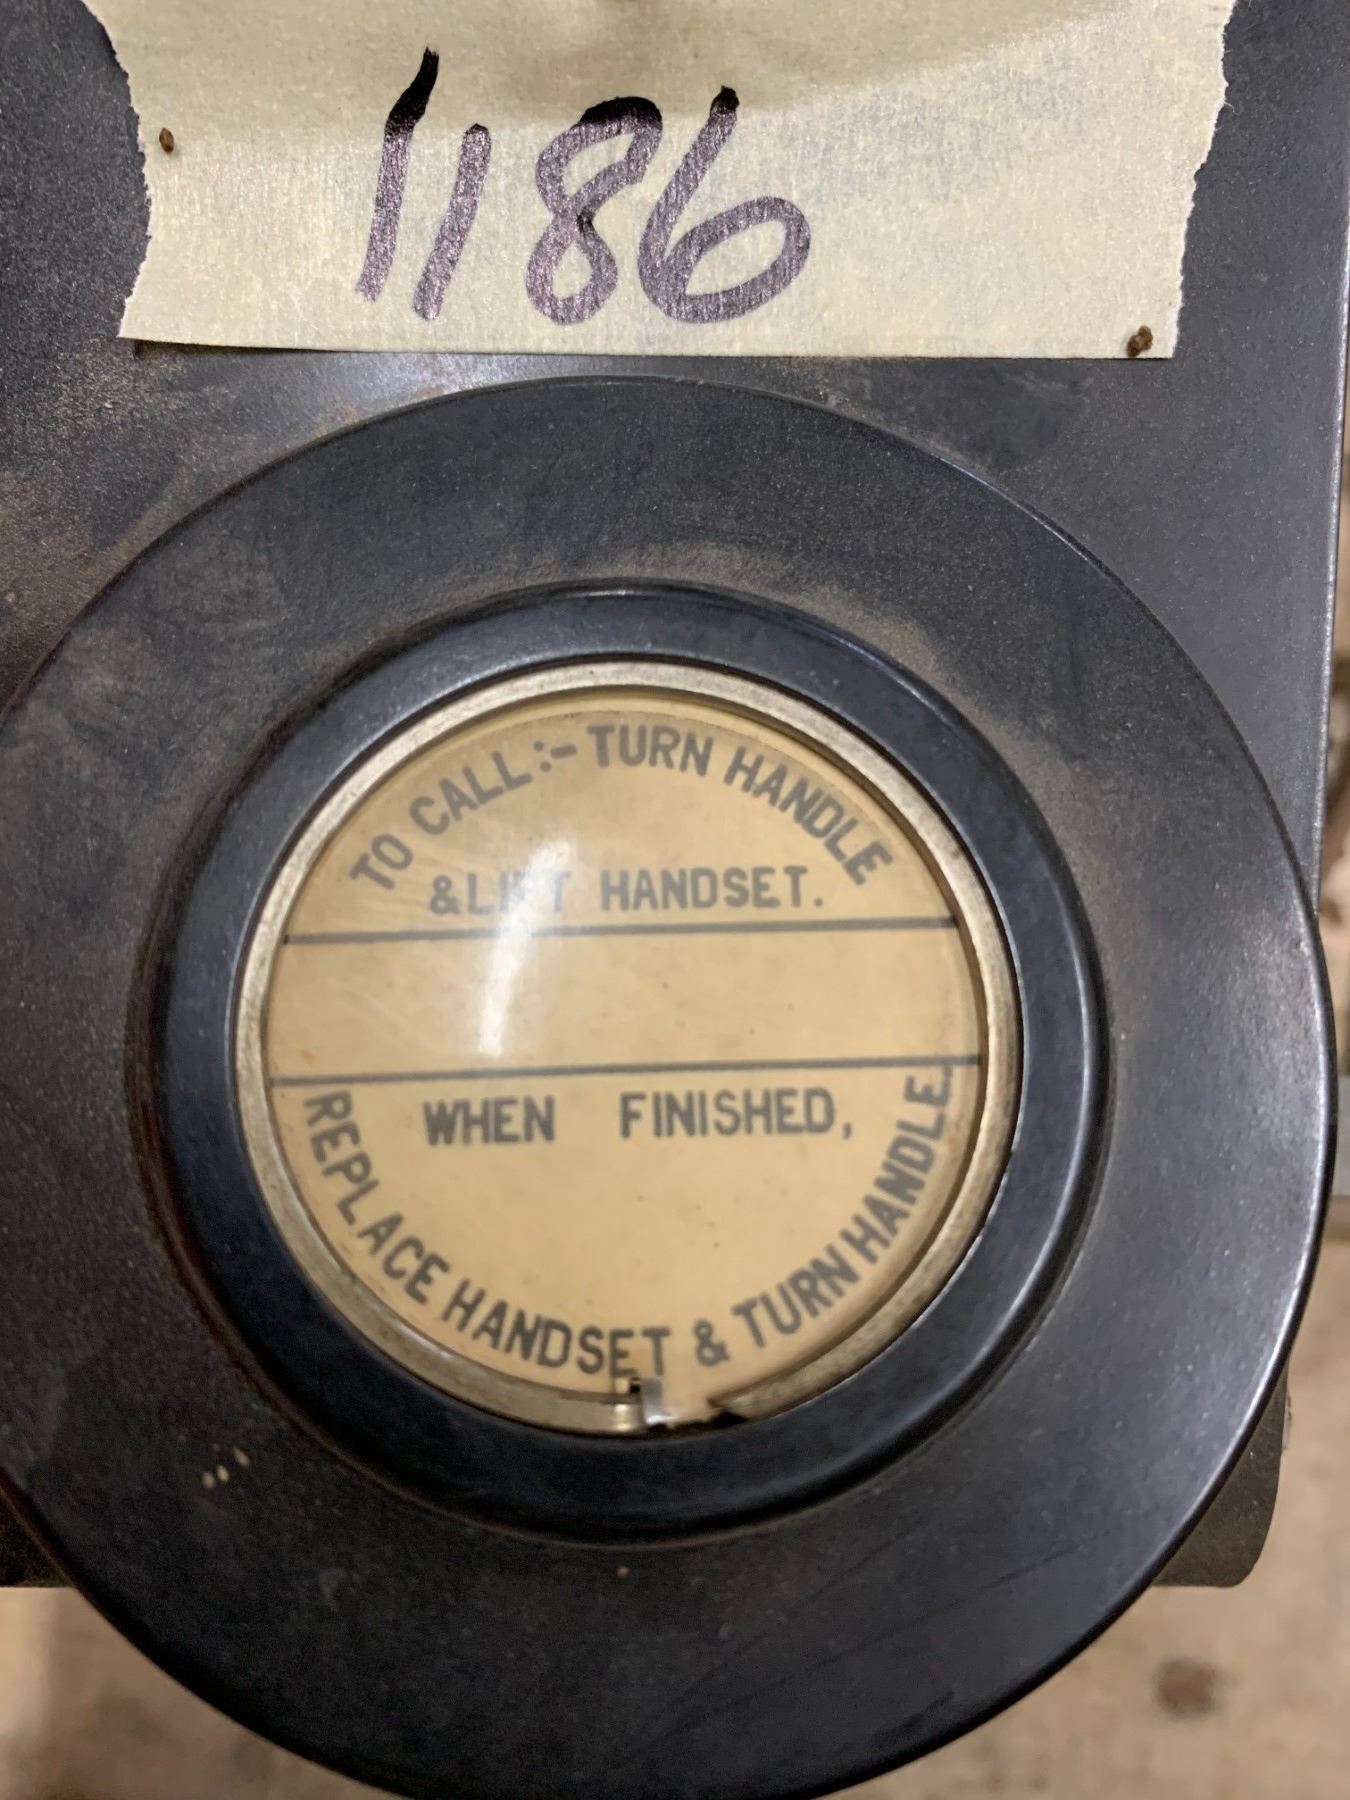 1186
TO CALL:- TURN HANDLE
& LIFT HANDSET.
WHEN FINISHED,
REPLACE HANDSET & TURN HANDLE.